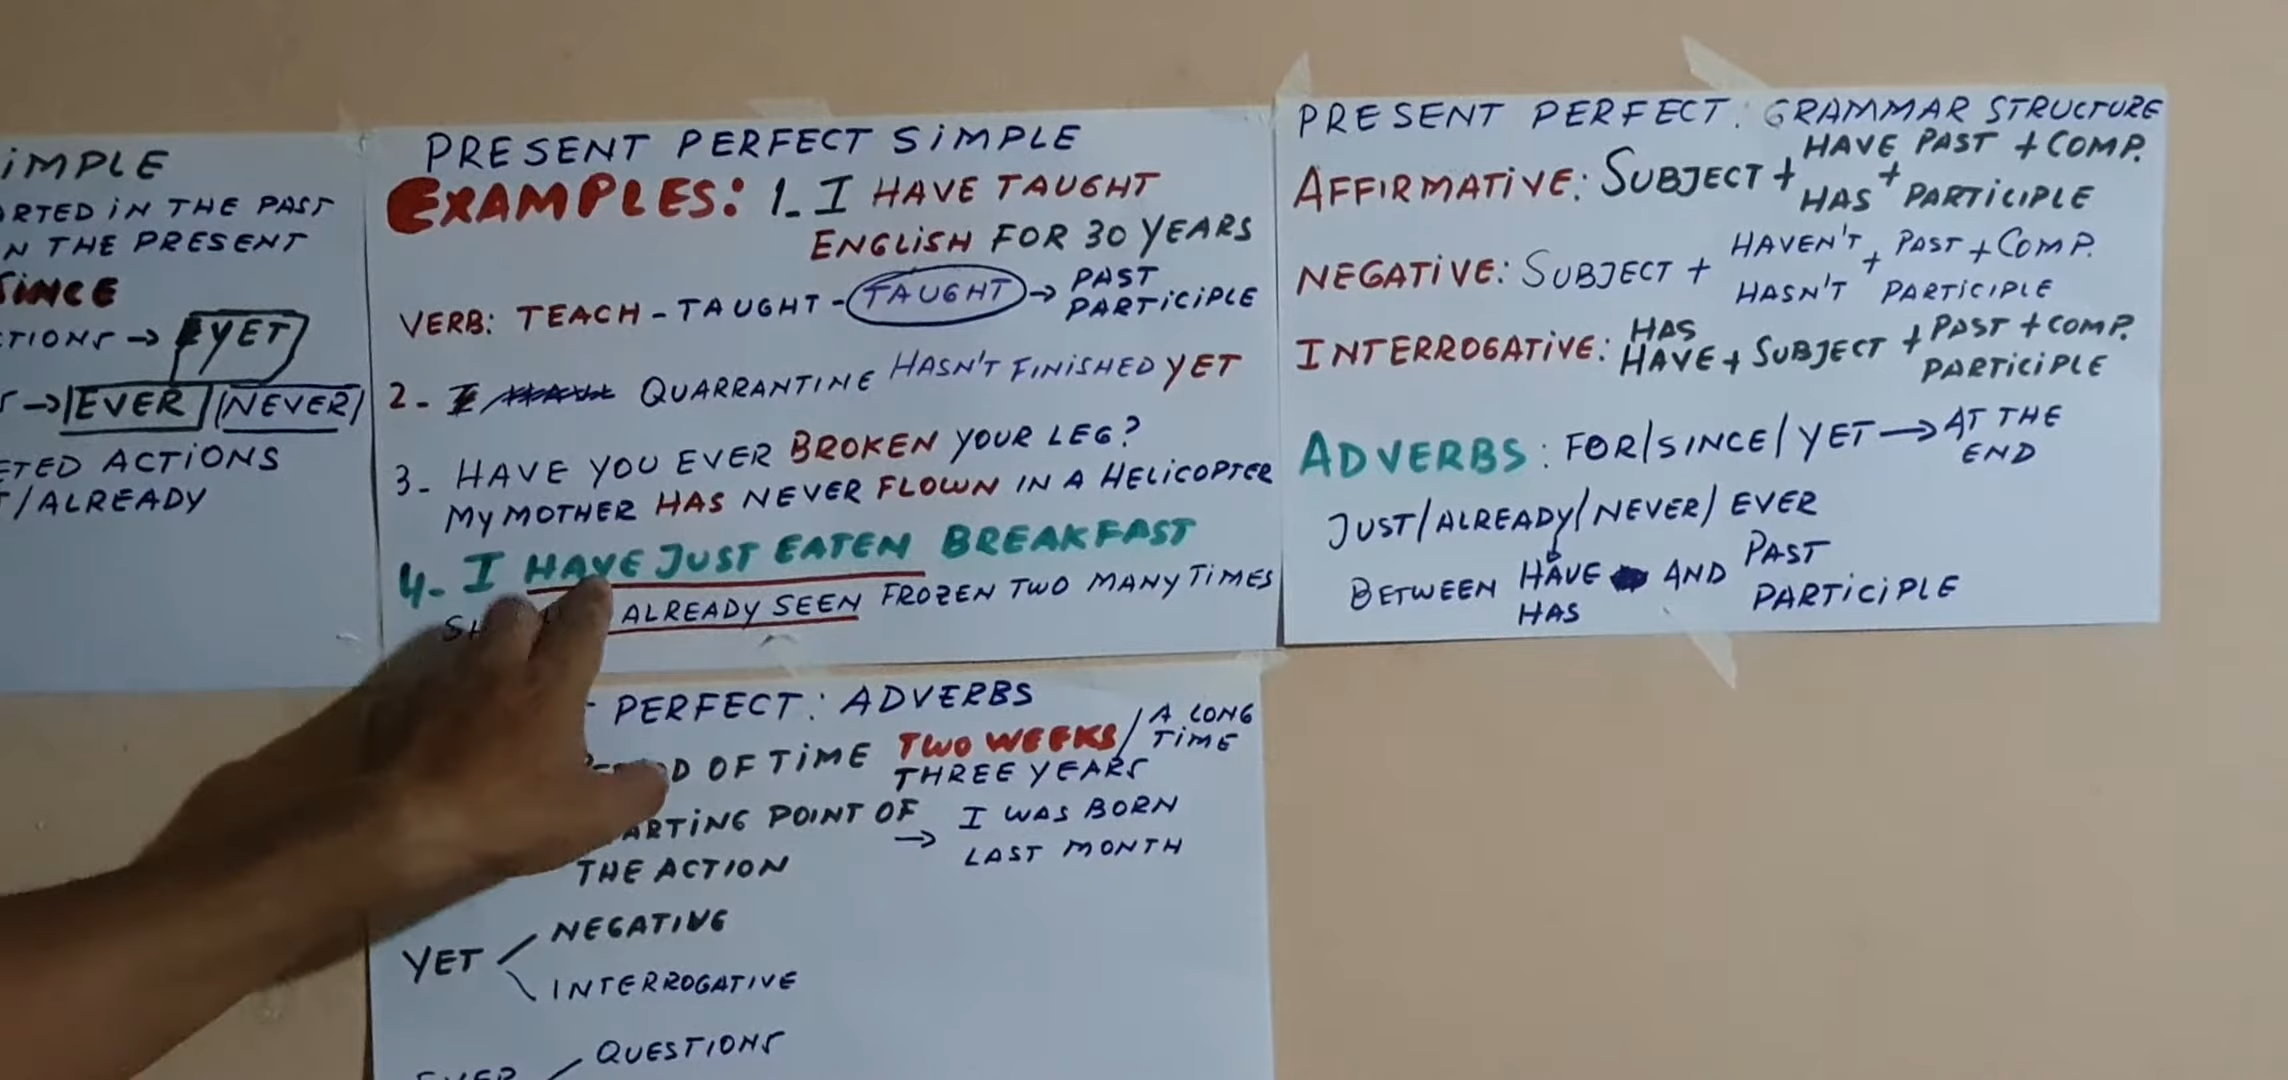 IMPLE
ARTED IN THE PAST
N THE PRESENT
SINCE
CTIONS → YET
→ EVER / NEVER /
ETED ACTIONS
T/ALREADY
PRESENT PERFECT SIMPLE
EXAMPLES: 1_ I HAVE TAUGHT
ENGLISH FOR 30 YEARS
VERB: TEACH - TAUGHT - TAUGHT → PAST
PARTICIPLE
2- QUARRANTINE HASN'T FINISHED YET
3- HAVE YOU EVER BROKEN YOUR LEG?
MY MOTHER HAS NEVER FLOWN IN A HELICOPTER
4- I HAVE JUST EATEN BREAKFAST
ALREADY SEEN FROZEN TWO MANY TIMES
PRESENT PERFECT: GRAMMAR STRUCTURE
AFFIRMATIVE: SUBJECT + HAVE PAST + COMP.
HAS + PARTICIPLE
NEGATIVE: SUBJECT + HAVEN'T + PAST + COMP.
HASN'T PARTICIPLE
INTERROGATIVE: HAS
HAVE + SUBJECT + PAST + COMP.
PARTICIPLE
ADVERBS: FOR/SINCE/YET → AT THE
END
JUST/ALREADY/NEVER/EVER
BETWEEN HAVE AND PAST
HAS PARTICIPLE
PERFECT: ADVERBS
D OF TIME TWO WEEKS / A LONG
TIME
THREE YEARS
ARTING POINT OF → I WAS BORN
THE ACTION LAST MONTH
YET NEGATIVE
INTERROGATIVE
EVER QUESTIONS